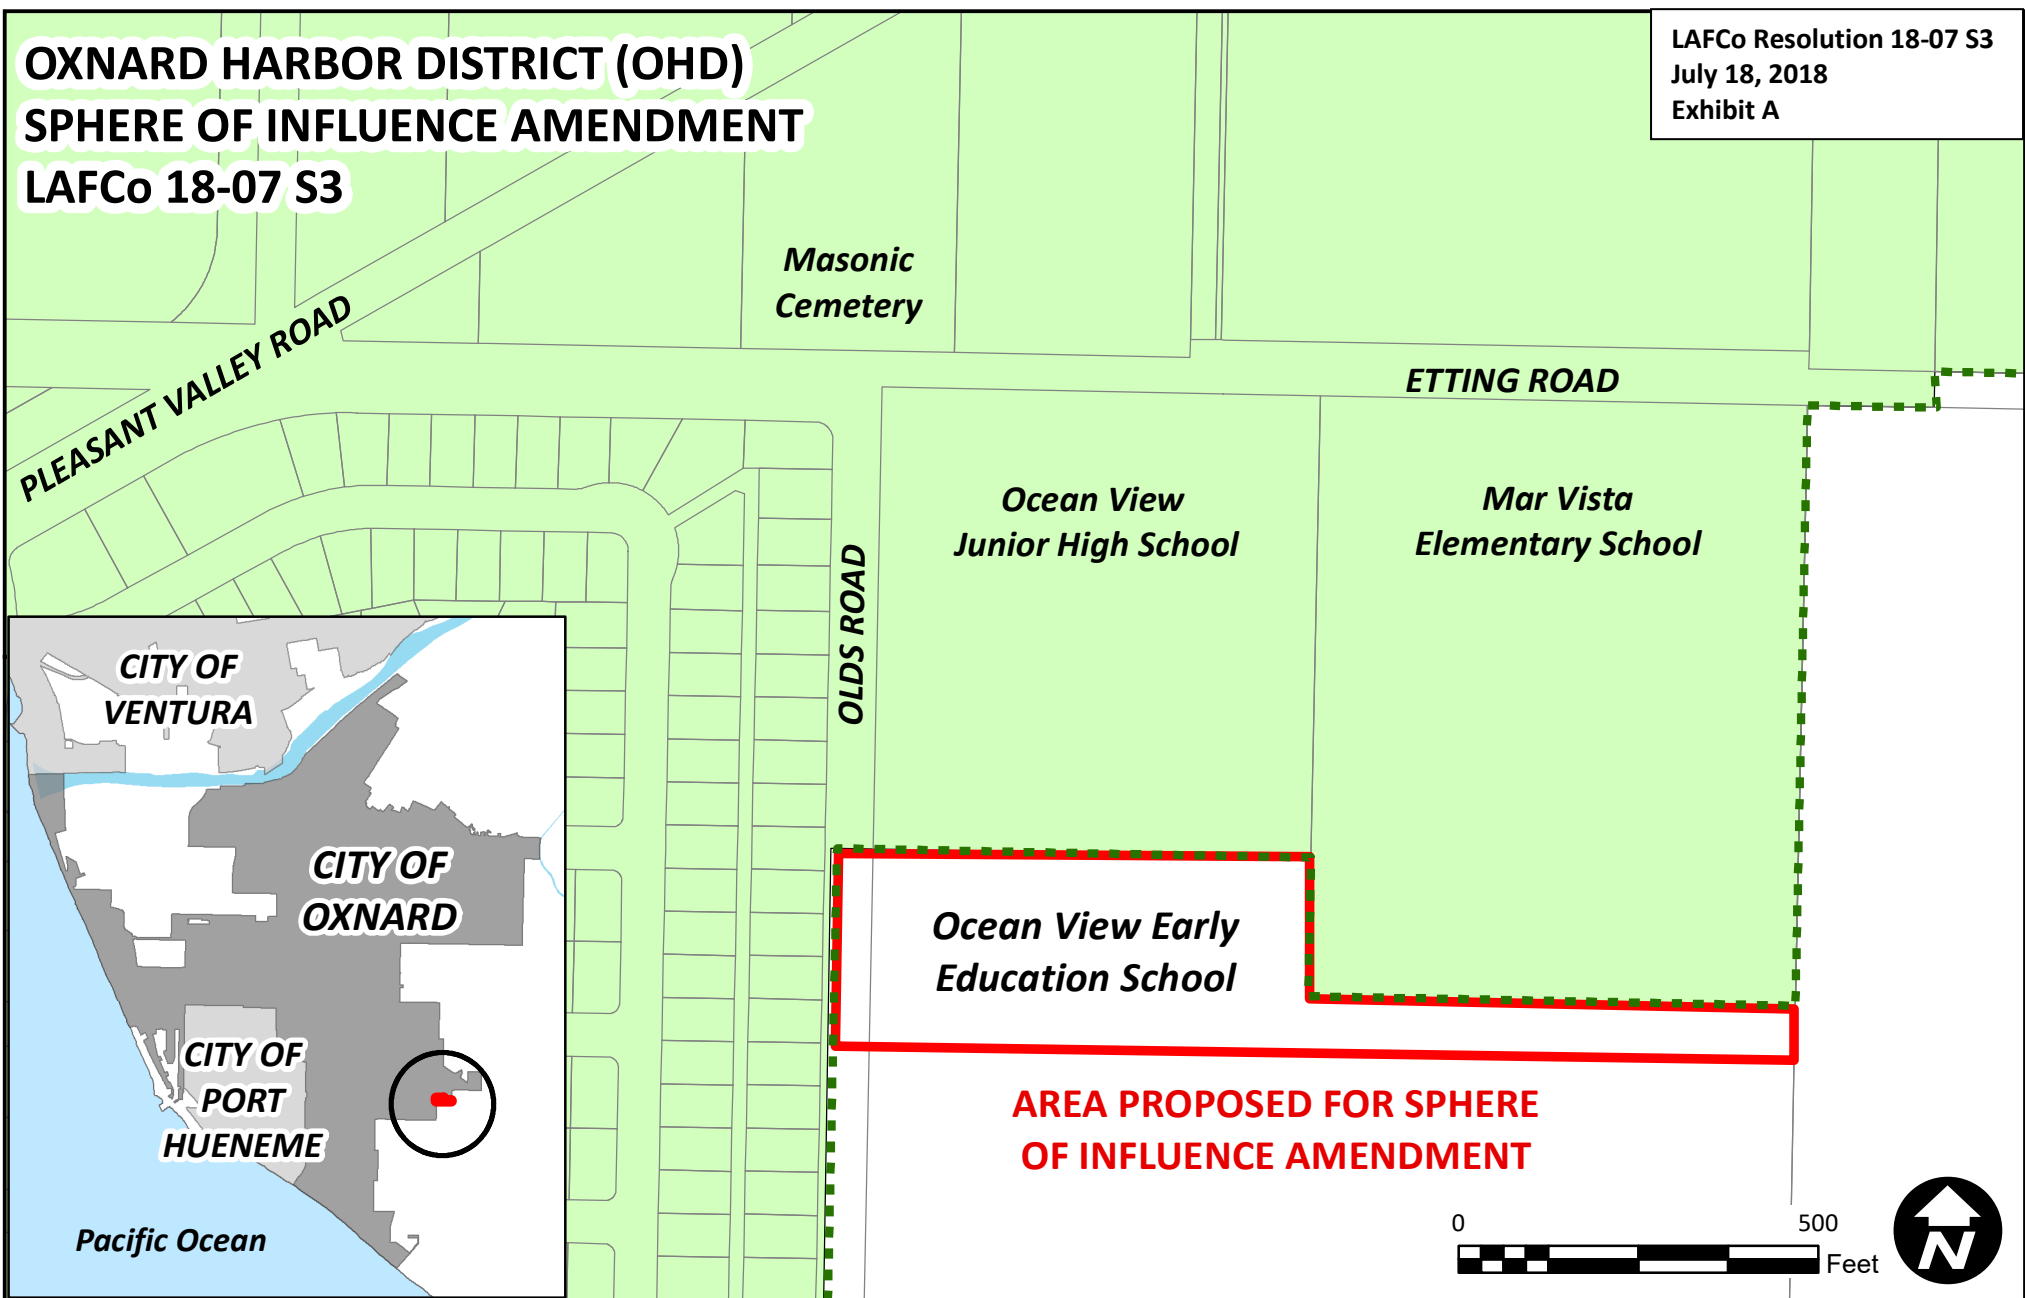 OXNARD HARBOR DISTRICT (OHD)
SPHERE OF INFLUENCE AMENDMENT
LAFCo 18-07 S3
LAFCo Resolution 18-07 S3
July 18, 2018
Exhibit A
Masonic
Cemetery
PLEASANT VALLEY ROAD
ETTING ROAD
Ocean View
Junior High School
Mar Vista
Elementary School
OLDS ROAD
CITY OF
VENTURA
CITY OF
OXNARD
CITY OF
PORT
HUENEME
Pacific Ocean
Ocean View Early
Education School
AREA PROPOSED FOR SPHERE
OF INFLUENCE AMENDMENT
0 500
Feet
N